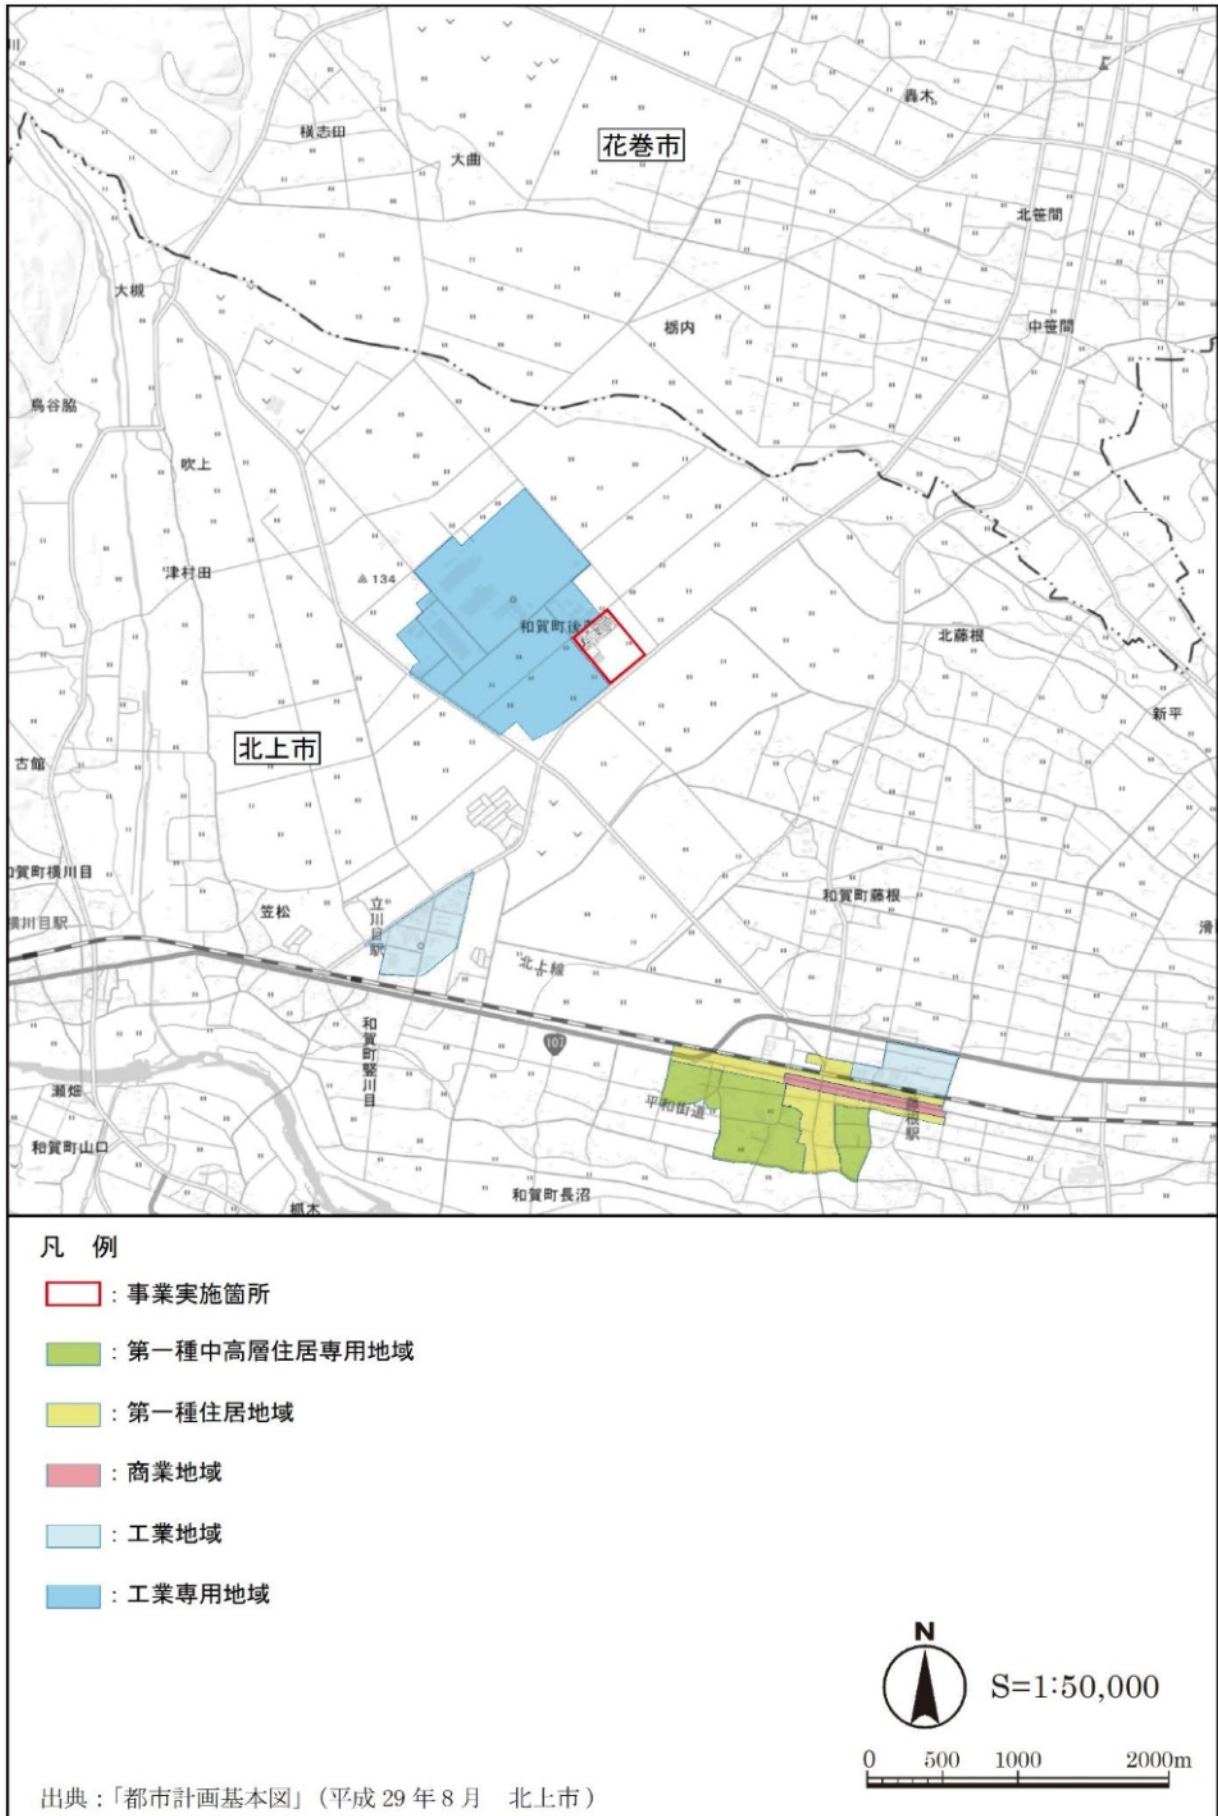 川
轟木
横志田
花巻市
大曲
北笹間
大槻
栃内
中笹間
鳥谷脇
吹上
津村田
134
和賀町後
北藤根
新平
北上市
古館
和賀町横川目
和賀町藤根
横川目駅
笠松
立川目駅
北上線
和賀町竪川目
107
瀬畑
平和街道
根駅
和賀町山口
和賀町長沼
凡 例
:事業実施箇所
:第一種中高層住居専用地域
:第一種住居地域
:商業地域
:工業地域
:工業専用地域
N
S=1:50,000
0 500 1000 2000m
出典:「都市計画基本図」(平成 29 年 8 月 北上市)